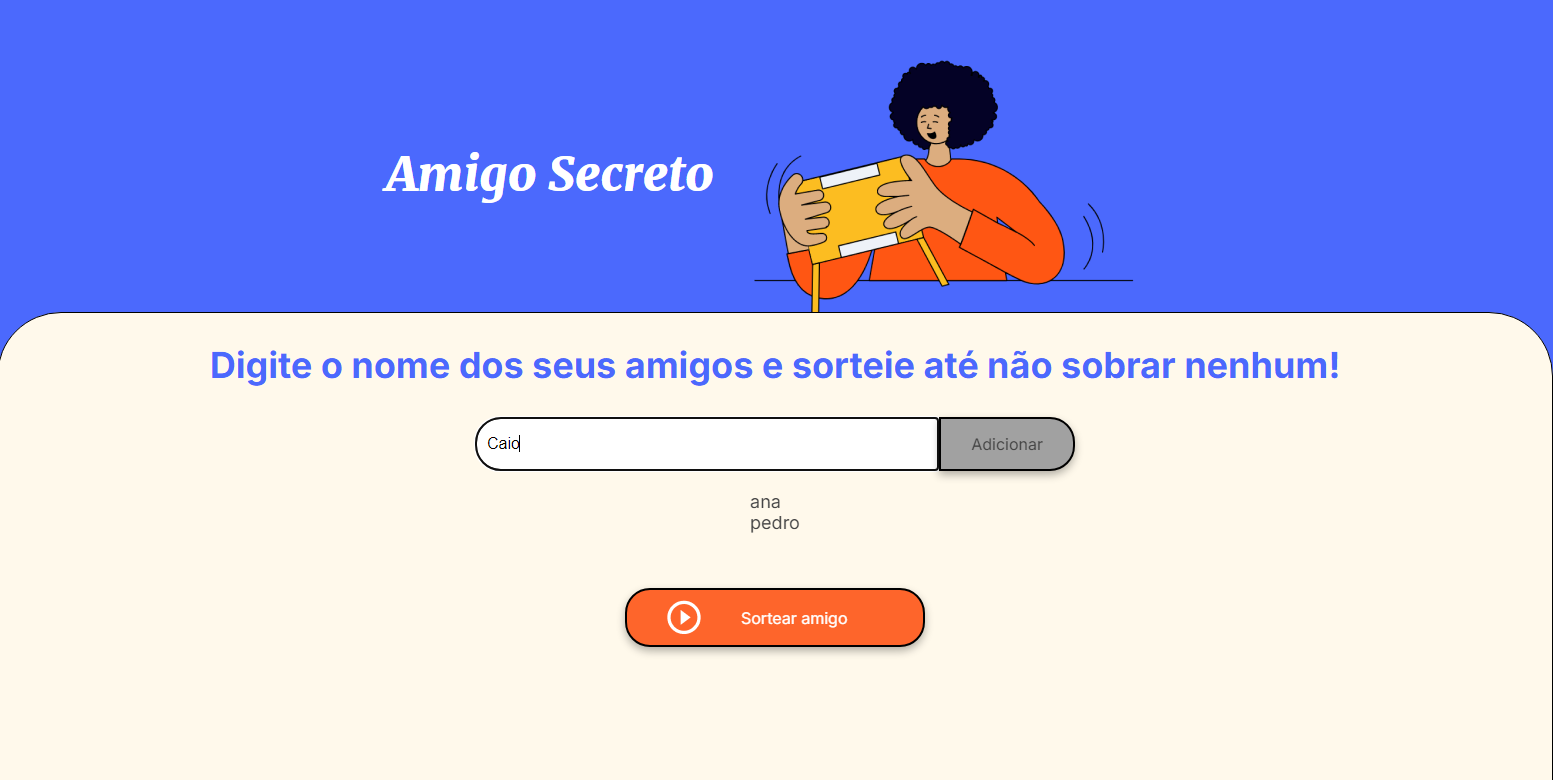 Amigo Secreto
Digite o nome dos seus amigos e sorteie até não sobrar nenhum!
Caio
Adicionar
ana
pedro
Sortear amigo